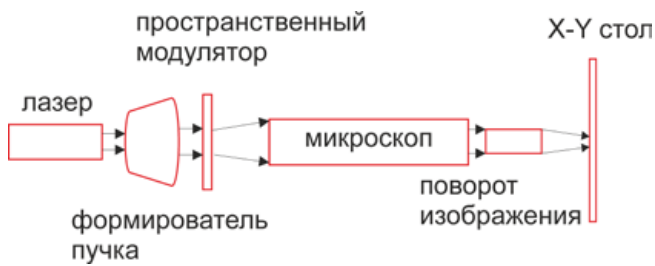 пространственный
модулятор
X-Y стол
лазер
микроскоп
поворот
изображения
формирователь
пучка